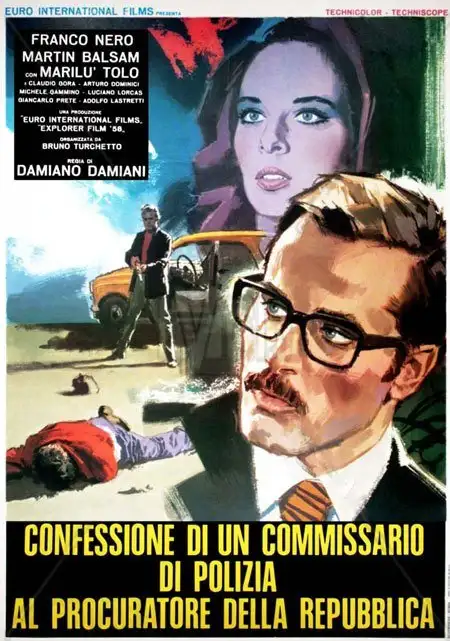 EURO INTERNATIONAL FILMS PRESENTA
TECHNICOLOR - TECHNISCOPE
FRANCO NERO
MARTIN BALSAM
CON MARILU' TOLO
E CLAUDIO GORA - ARTURO DOMINICI
MICHELE GAMMINO - LUCIANO LORCAS
GIANCARLO PRETE - ADOLFO LASTRETTI
UNA PRODUZIONE
"EURO INTERNATIONAL FILMS,
"EXPLORER FILM '58,
ORGANIZZATA DA
BRUNO TURCHETTO
REGIA DI
DAMIANO DAMIANI
CONFESSIONE DI UN COMMISSARIO
DI POLIZIA
AL PROCURATORE DELLA REPUBBLICA